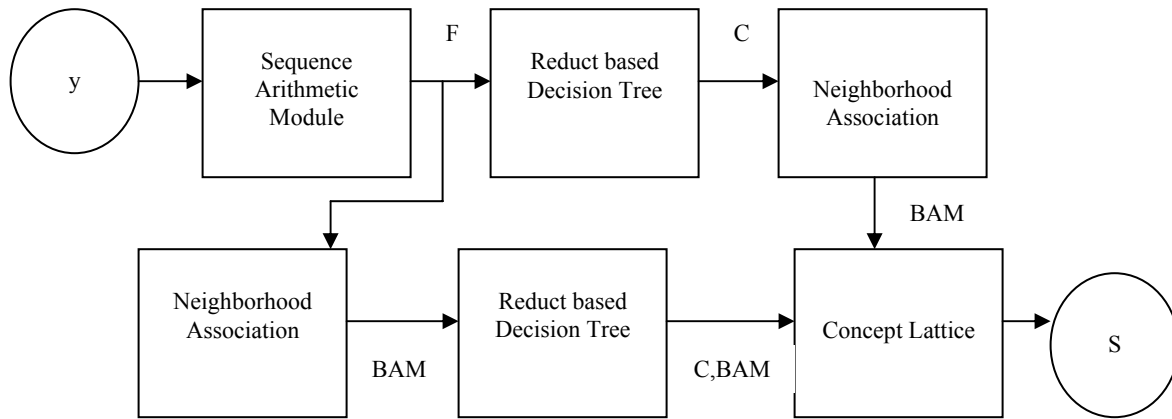 y
Sequence
Arithmetic
Module
F
Reduct based
Decision Tree
C
Neighborhood
Association
BAM
Neighborhood
Association
BAM
Reduct based
Decision Tree
C,BAM
Concept Lattice
S